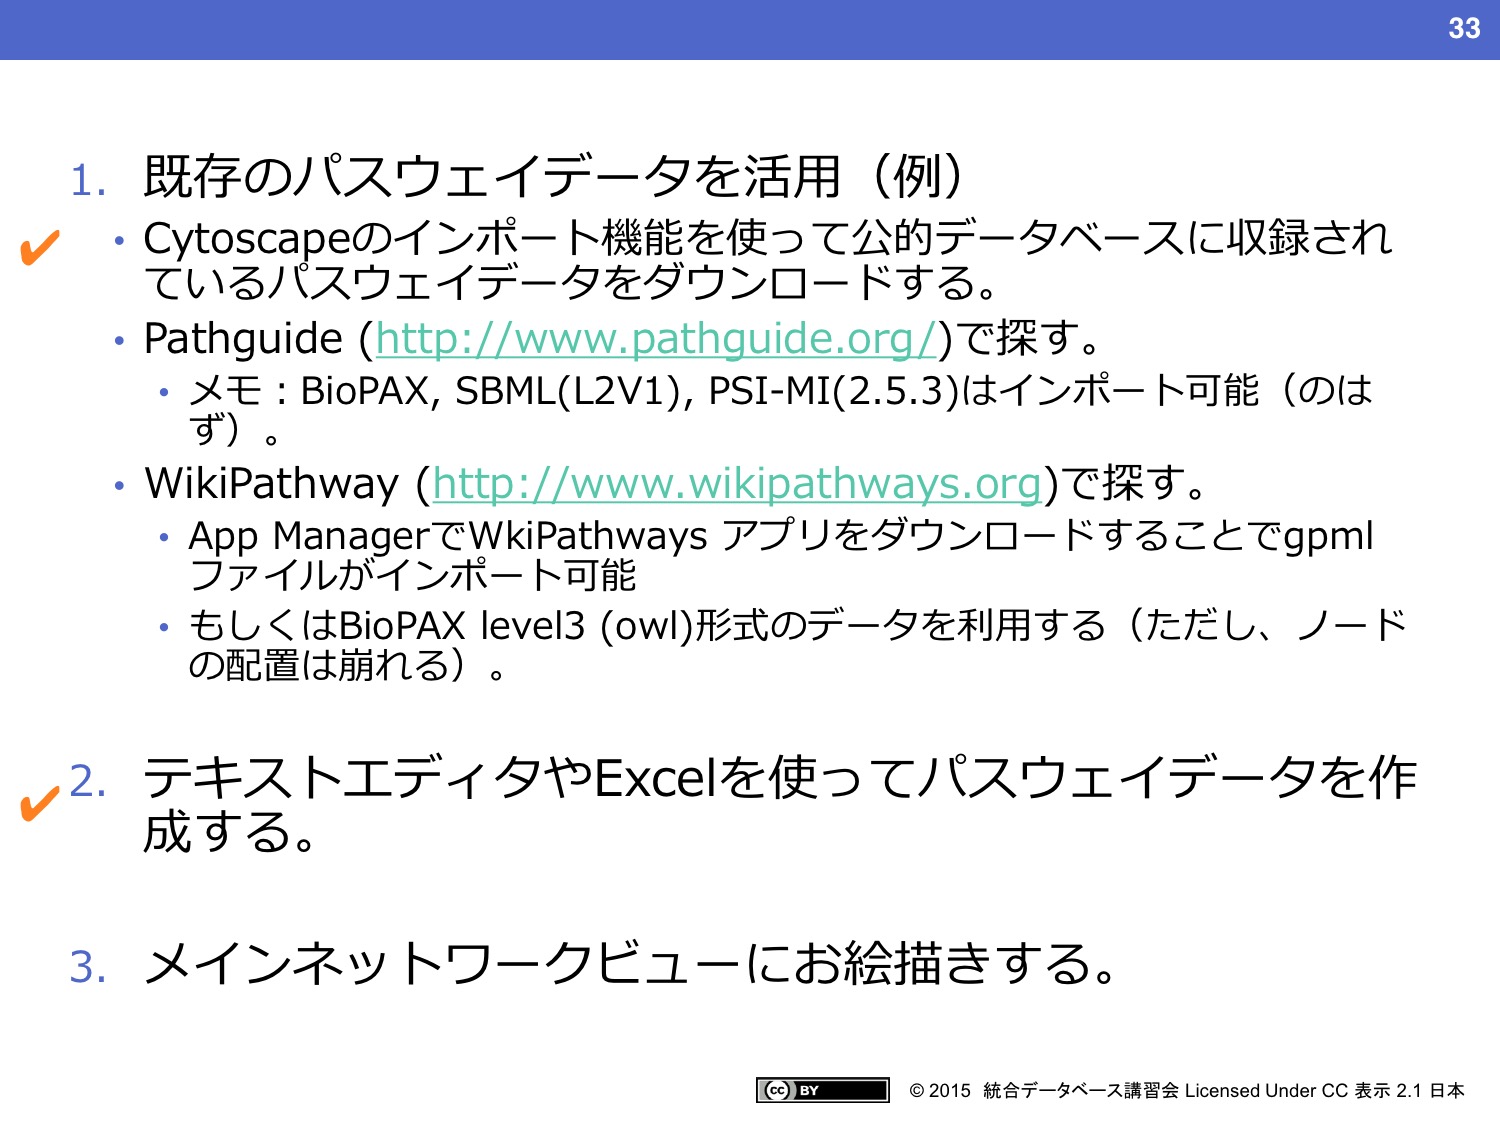 33
1. 既存のパスウェイデータを活用（例）
✔ • Cytoscapeのインポート機能を使って公的データベースに収録され
ているパスウェイデータをダウンロードする。
• Pathguide (http://www.pathguide.org/)で探す。
• メモ：BioPAX, SBML(L2V1), PSI-MI(2.5.3)はインポート可能（のは
ず）。
• WikiPathway (http://www.wikipathways.org)で探す。
• App ManagerでWkiPathways アプリをダウンロードすることでgpml
ファイルがインポート可能
• もしくはBioPAX level3 (owl)形式のデータを利用する（ただし、ノード
の配置は崩れる）。
✔ 2. テキストエディタやExcelを使ってパスウェイデータを作
成する。
3. メインネットワークビューにお絵描きする。
cc BY © 2015 統合データベース講習会 Licensed Under CC 表示 2.1 日本